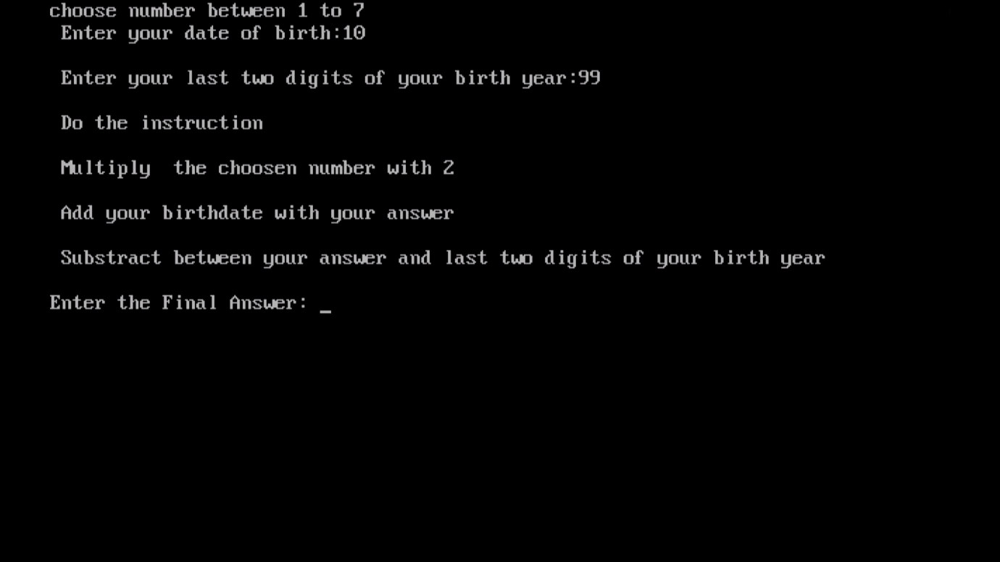 choose number between 1 to 7
Enter your date of birth:10
Enter your last two digits of your birth year:99
Do the instruction
Multiply  the choosen number with 2
Add your birthdate with your answer
Substract between your answer and last two digits of your birth year
Enter the Final Answer: _